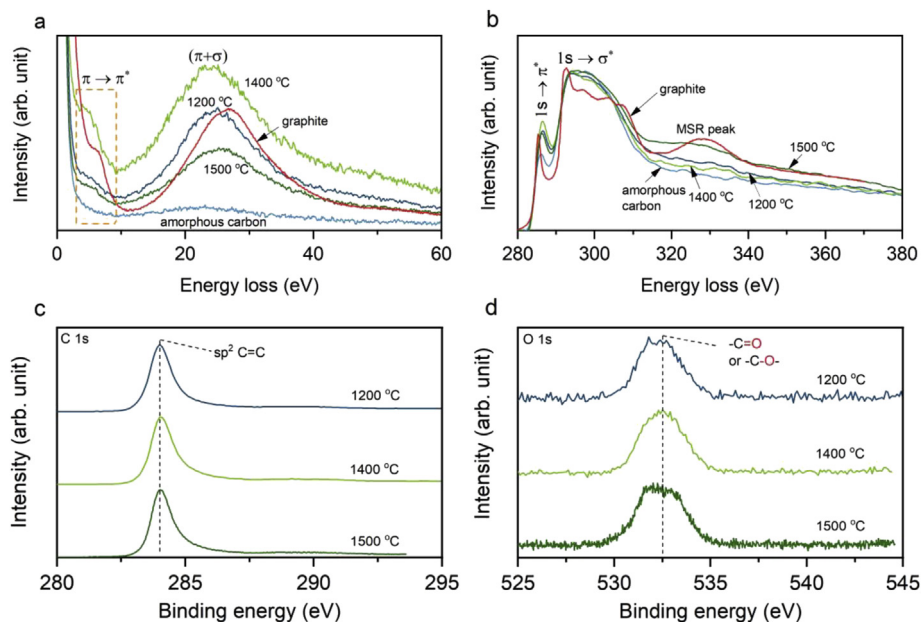 a
Intensity (arb. unit)
π → π*
(π+σ)
1400 °C
1200 °C
graphite
1500 °C
amorphous carbon
0 20 40 60
Energy loss (eV)
b
Intensity (arb. unit)
1s → π*
1s → σ*
graphite
MSR peak
1500 °C
amorphous
carbon
1400 °C
1200 °C
280 300 320 340 360 380
Energy loss (eV)
c
Intensity (arb. unit)
C 1s
sp² C=C
1200 °C
1400 °C
1500 °C
280 285 290 295
Binding energy (eV)
d
Intensity (arb. unit)
O 1s
-C=O
or -C-O-
1200 °C
1400 °C
1500 °C
525 530 535 540 545
Binding energy (eV)